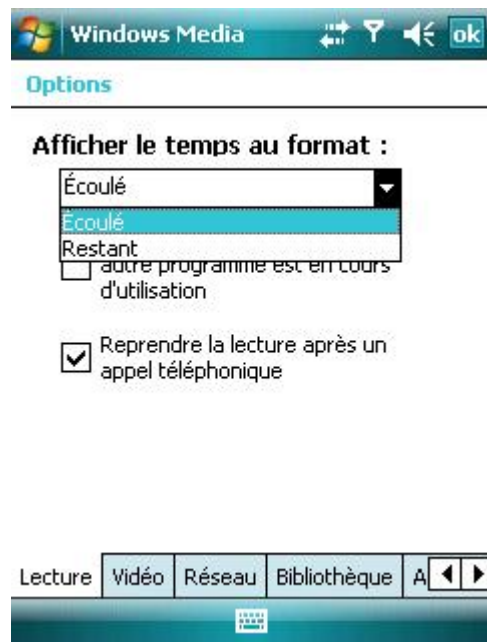 Windows Media
ok
Options
Afficher le temps au format :
Écoulé
Écoulé
Restant
autre programme est en cours
d'utilisation
Reprendre la lecture après un
appel téléphonique
Lecture Vidéo Réseau Bibliothèque A